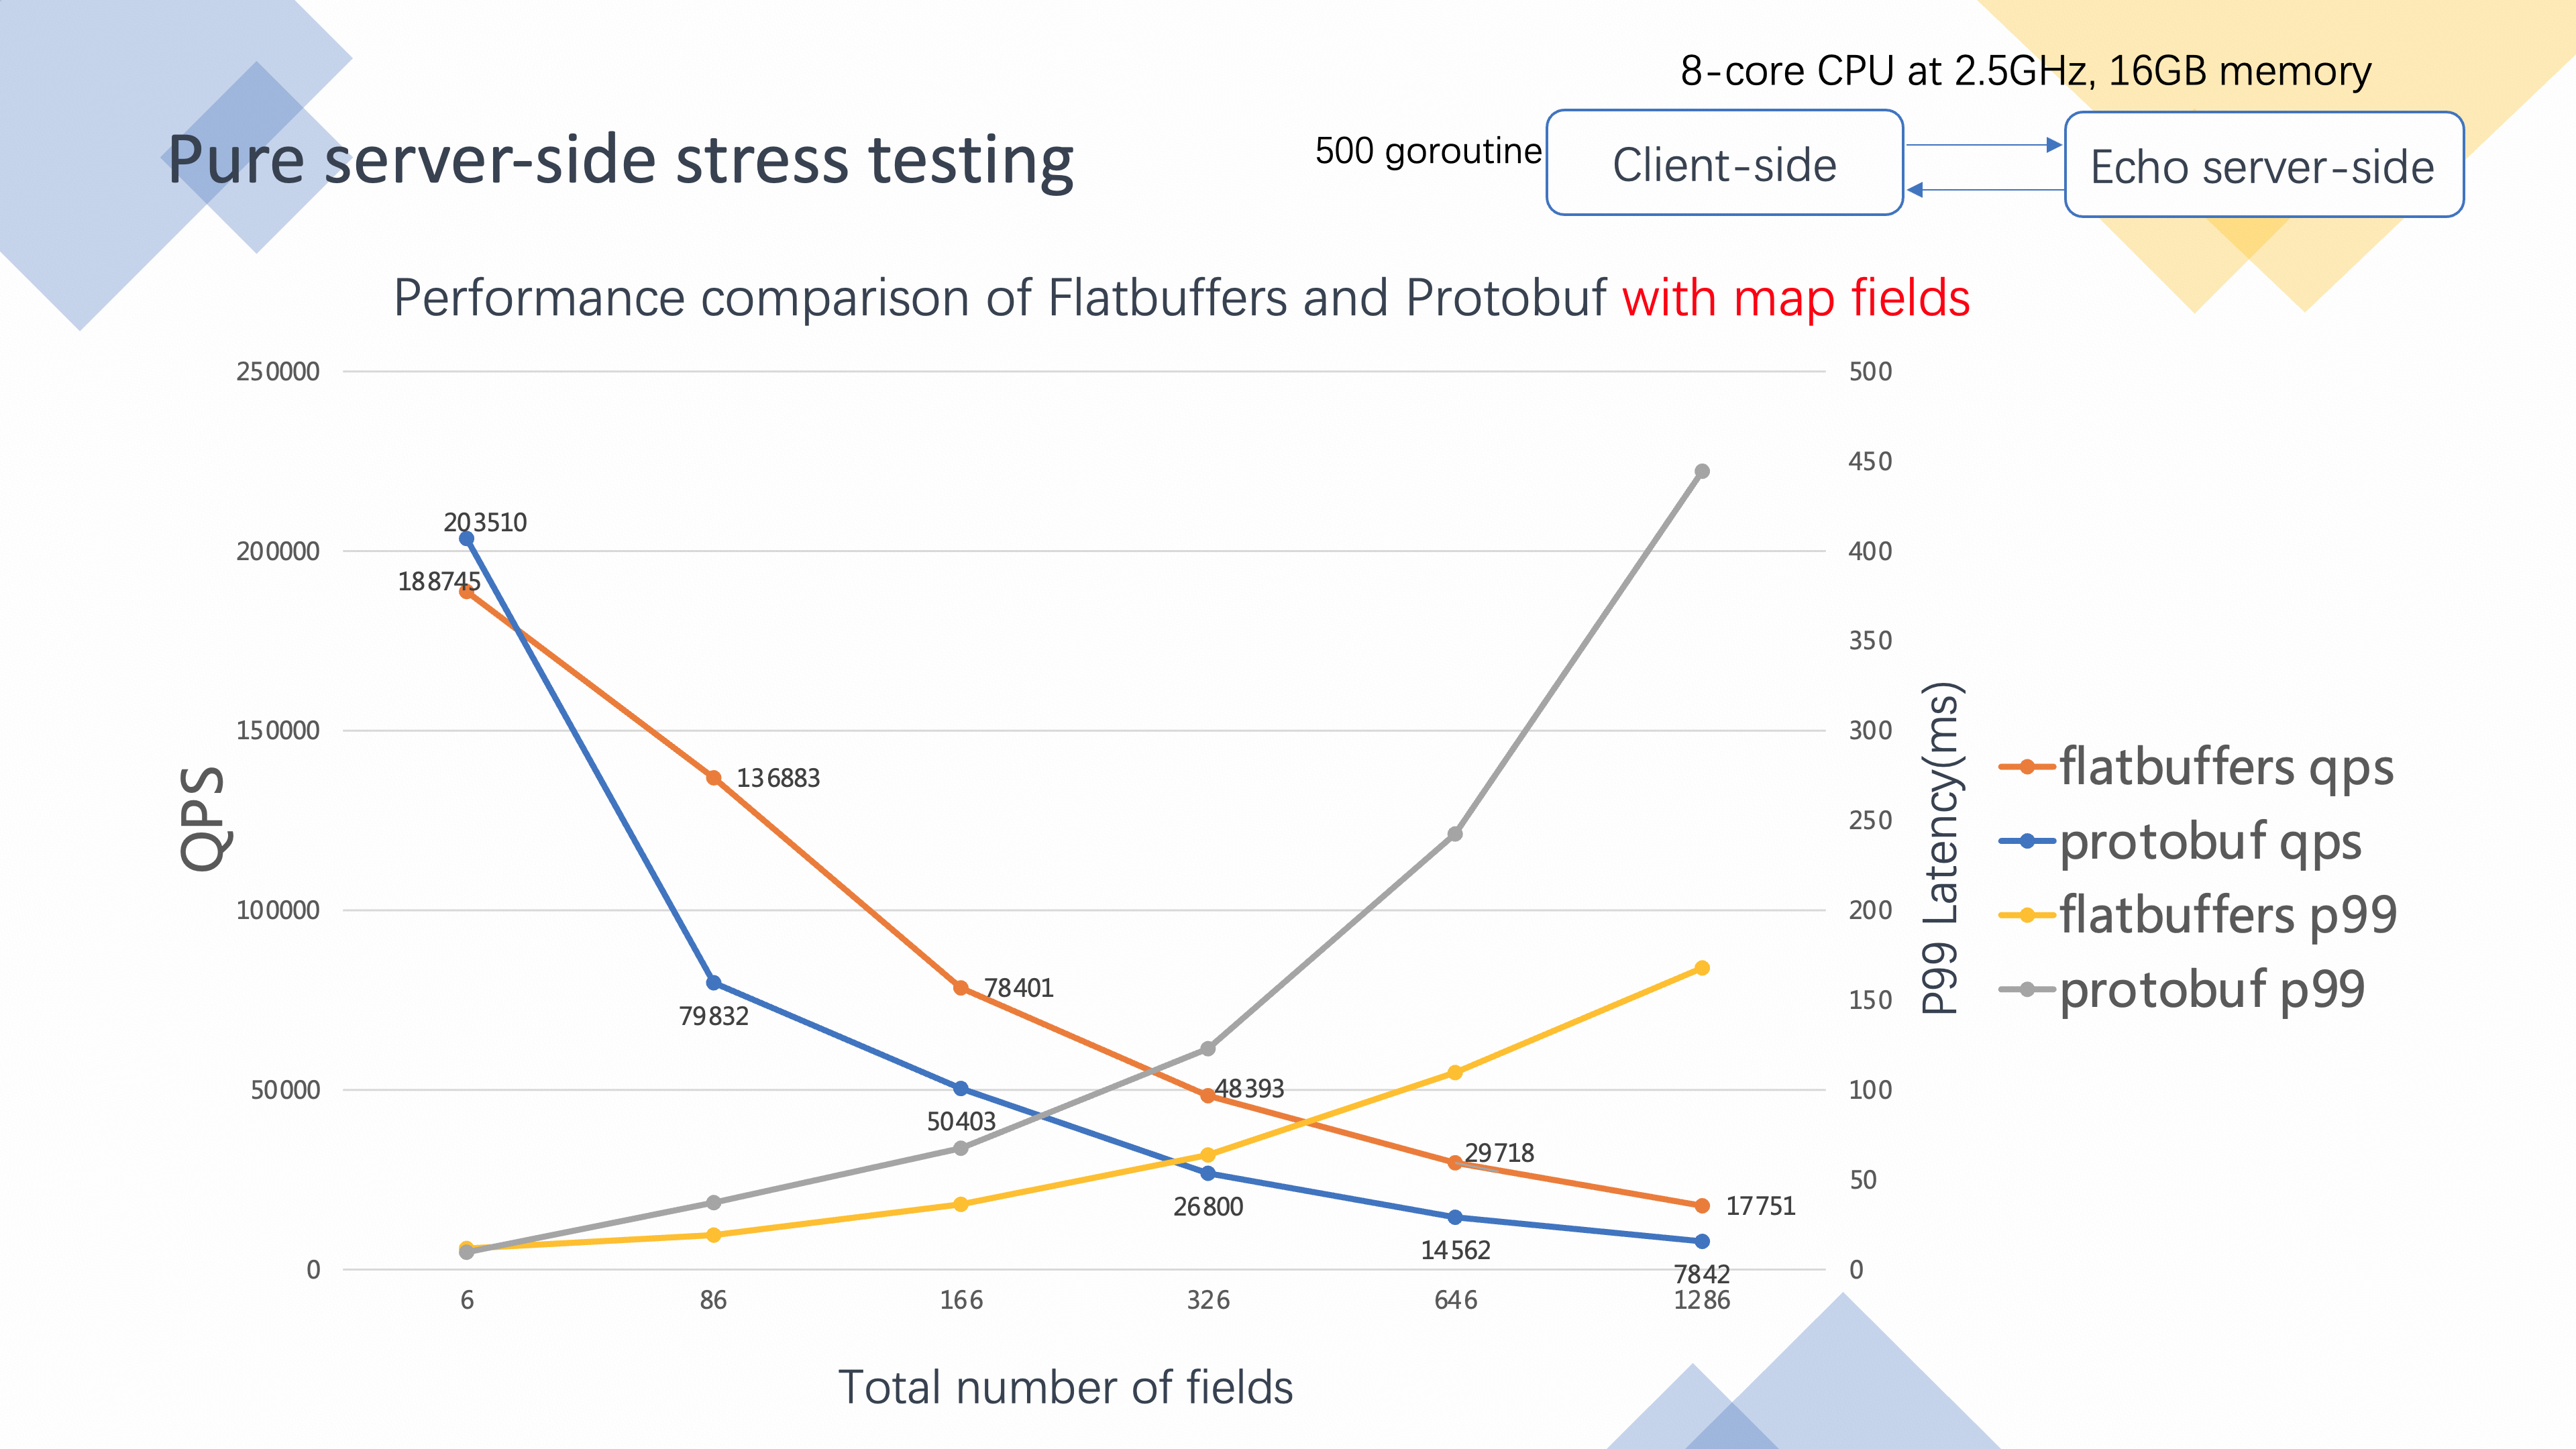 8-core CPU at 2.5GHz, 16GB memory
Pure server-side stress testing
500 goroutine
Client-side
Echo server-side
Performance comparison of Flatbuffers and Protobuf with map fields
250000
200000
150000
100000
50000
0
QPS
203510
188745
136883
79832
78401
50403
48393
26800
29718
14562
17751
7842
500
450
400
350
300
250
200
150
100
50
0
P99 Latency(ms)
flatbuffers qps
protobuf qps
flatbuffers p99
protobuf p99
6 86 166 326 646 1286
Total number of fields